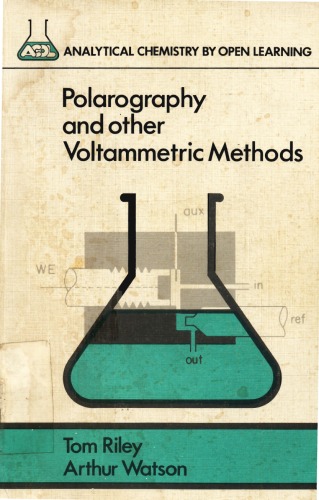 ANALYTICAL CHEMISTRY BY OPEN LEARNING
Polarography
and other
Voltammetric Methods
aux
WE
in
ref
out
Tom Riley
Arthur Watson